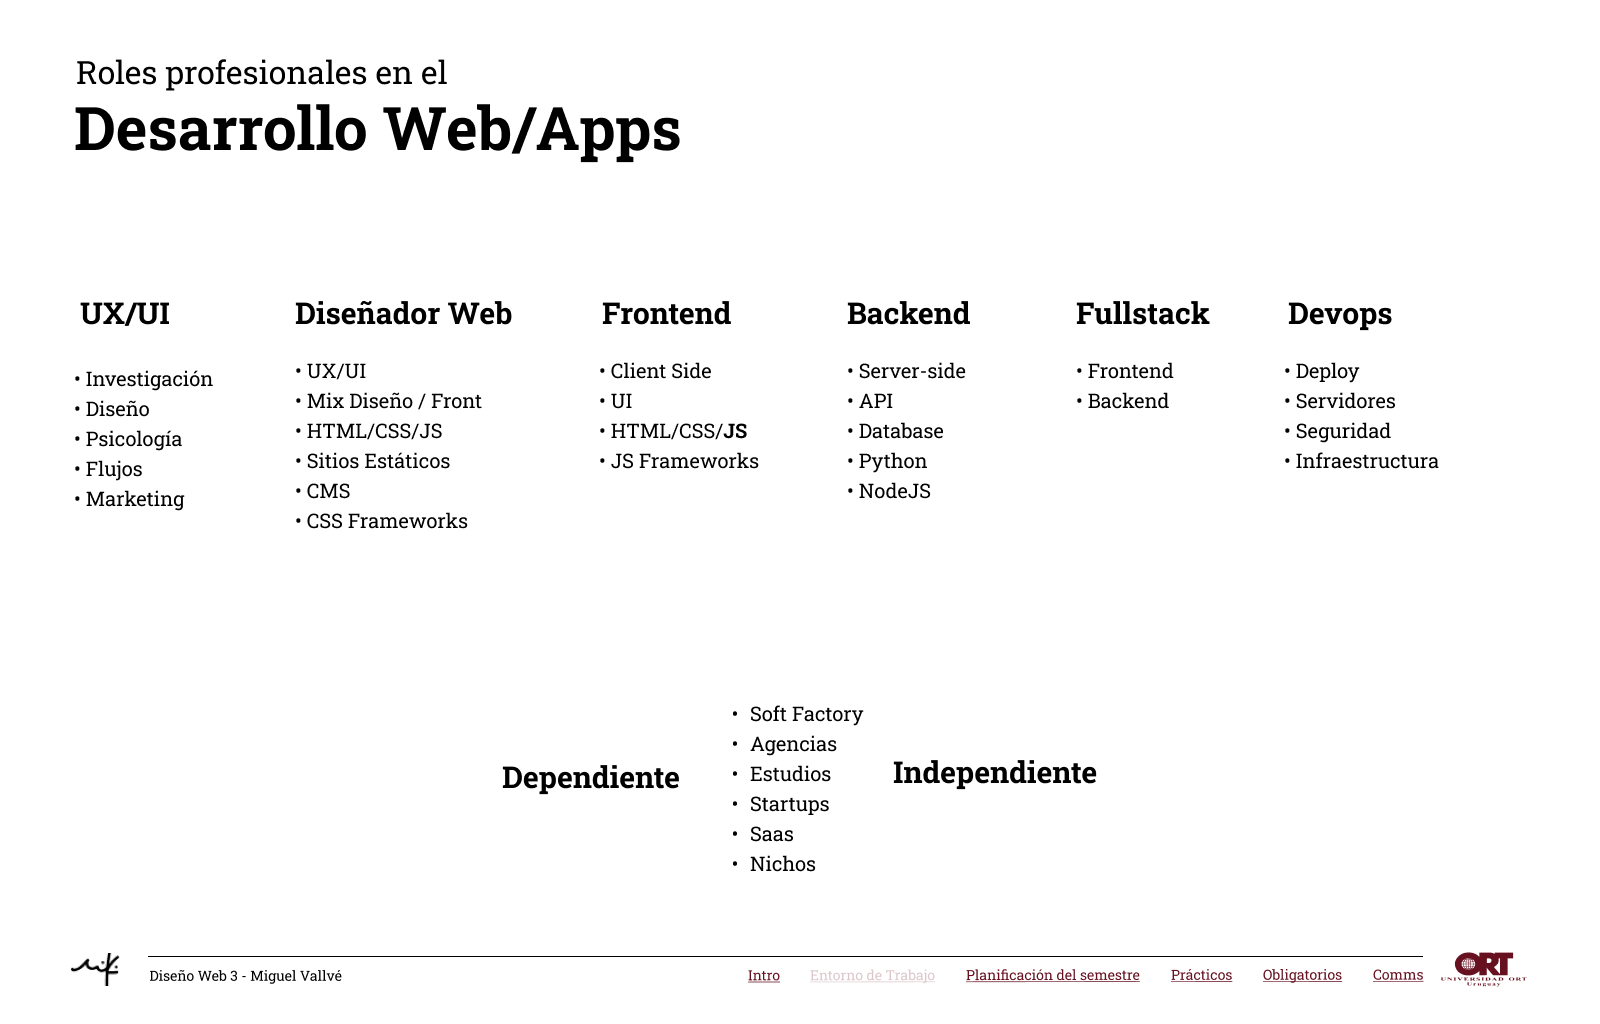 Roles profesionales en el
Desarrollo Web/Apps
UX/UI
• Investigación
• Diseño
• Psicología
• Flujos
• Marketing
Diseñador Web
• UX/UI
• Mix Diseño / Front
• HTML/CSS/JS
• Sitios Estáticos
• CMS
• CSS Frameworks
Frontend
• Client Side
• UI
• HTML/CSS/JS
• JS Frameworks
Backend
• Server-side
• API
• Database
• Python
• NodeJS
Fullstack
• Frontend
• Backend
Devops
• Deploy
• Servidores
• Seguridad
• Infraestructura
Dependiente
• Soft Factory
• Agencias
• Estudios
• Startups
• Saas
• Nichos
Independiente
Diseño Web 3 - Miguel Vallvé
Intro
Entorno de Trabajo
Planificación del semestre
Prácticos
Obligatorios
Comms
ORT
UNIVERSIDAD ORT
Uruguay